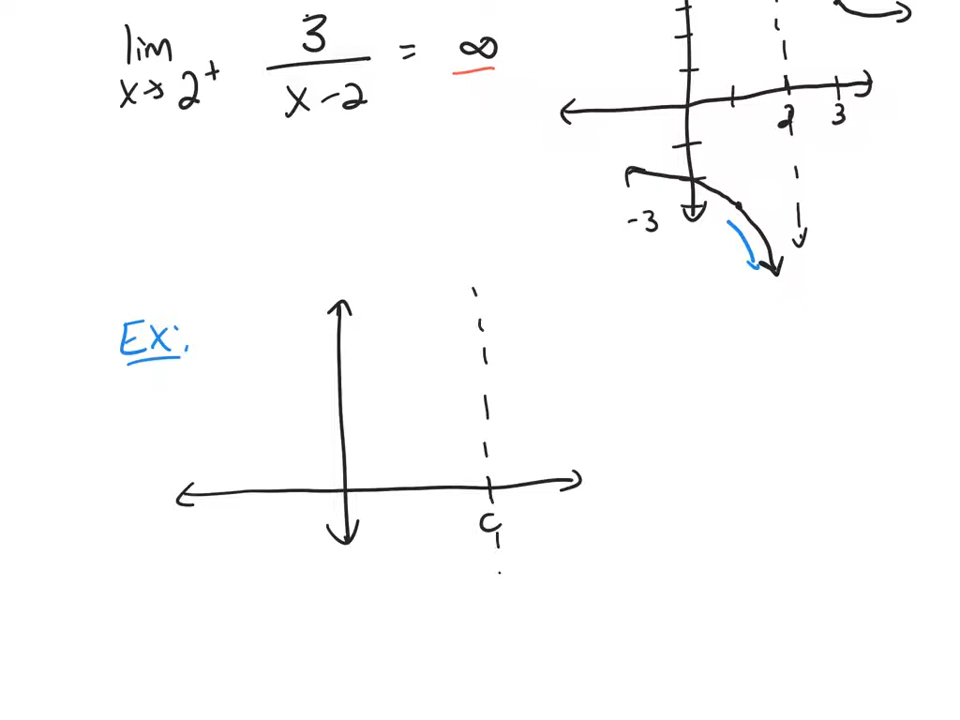 lim x→2+ 3/(x-2) = ∞
2 3
-3
Ex:
c